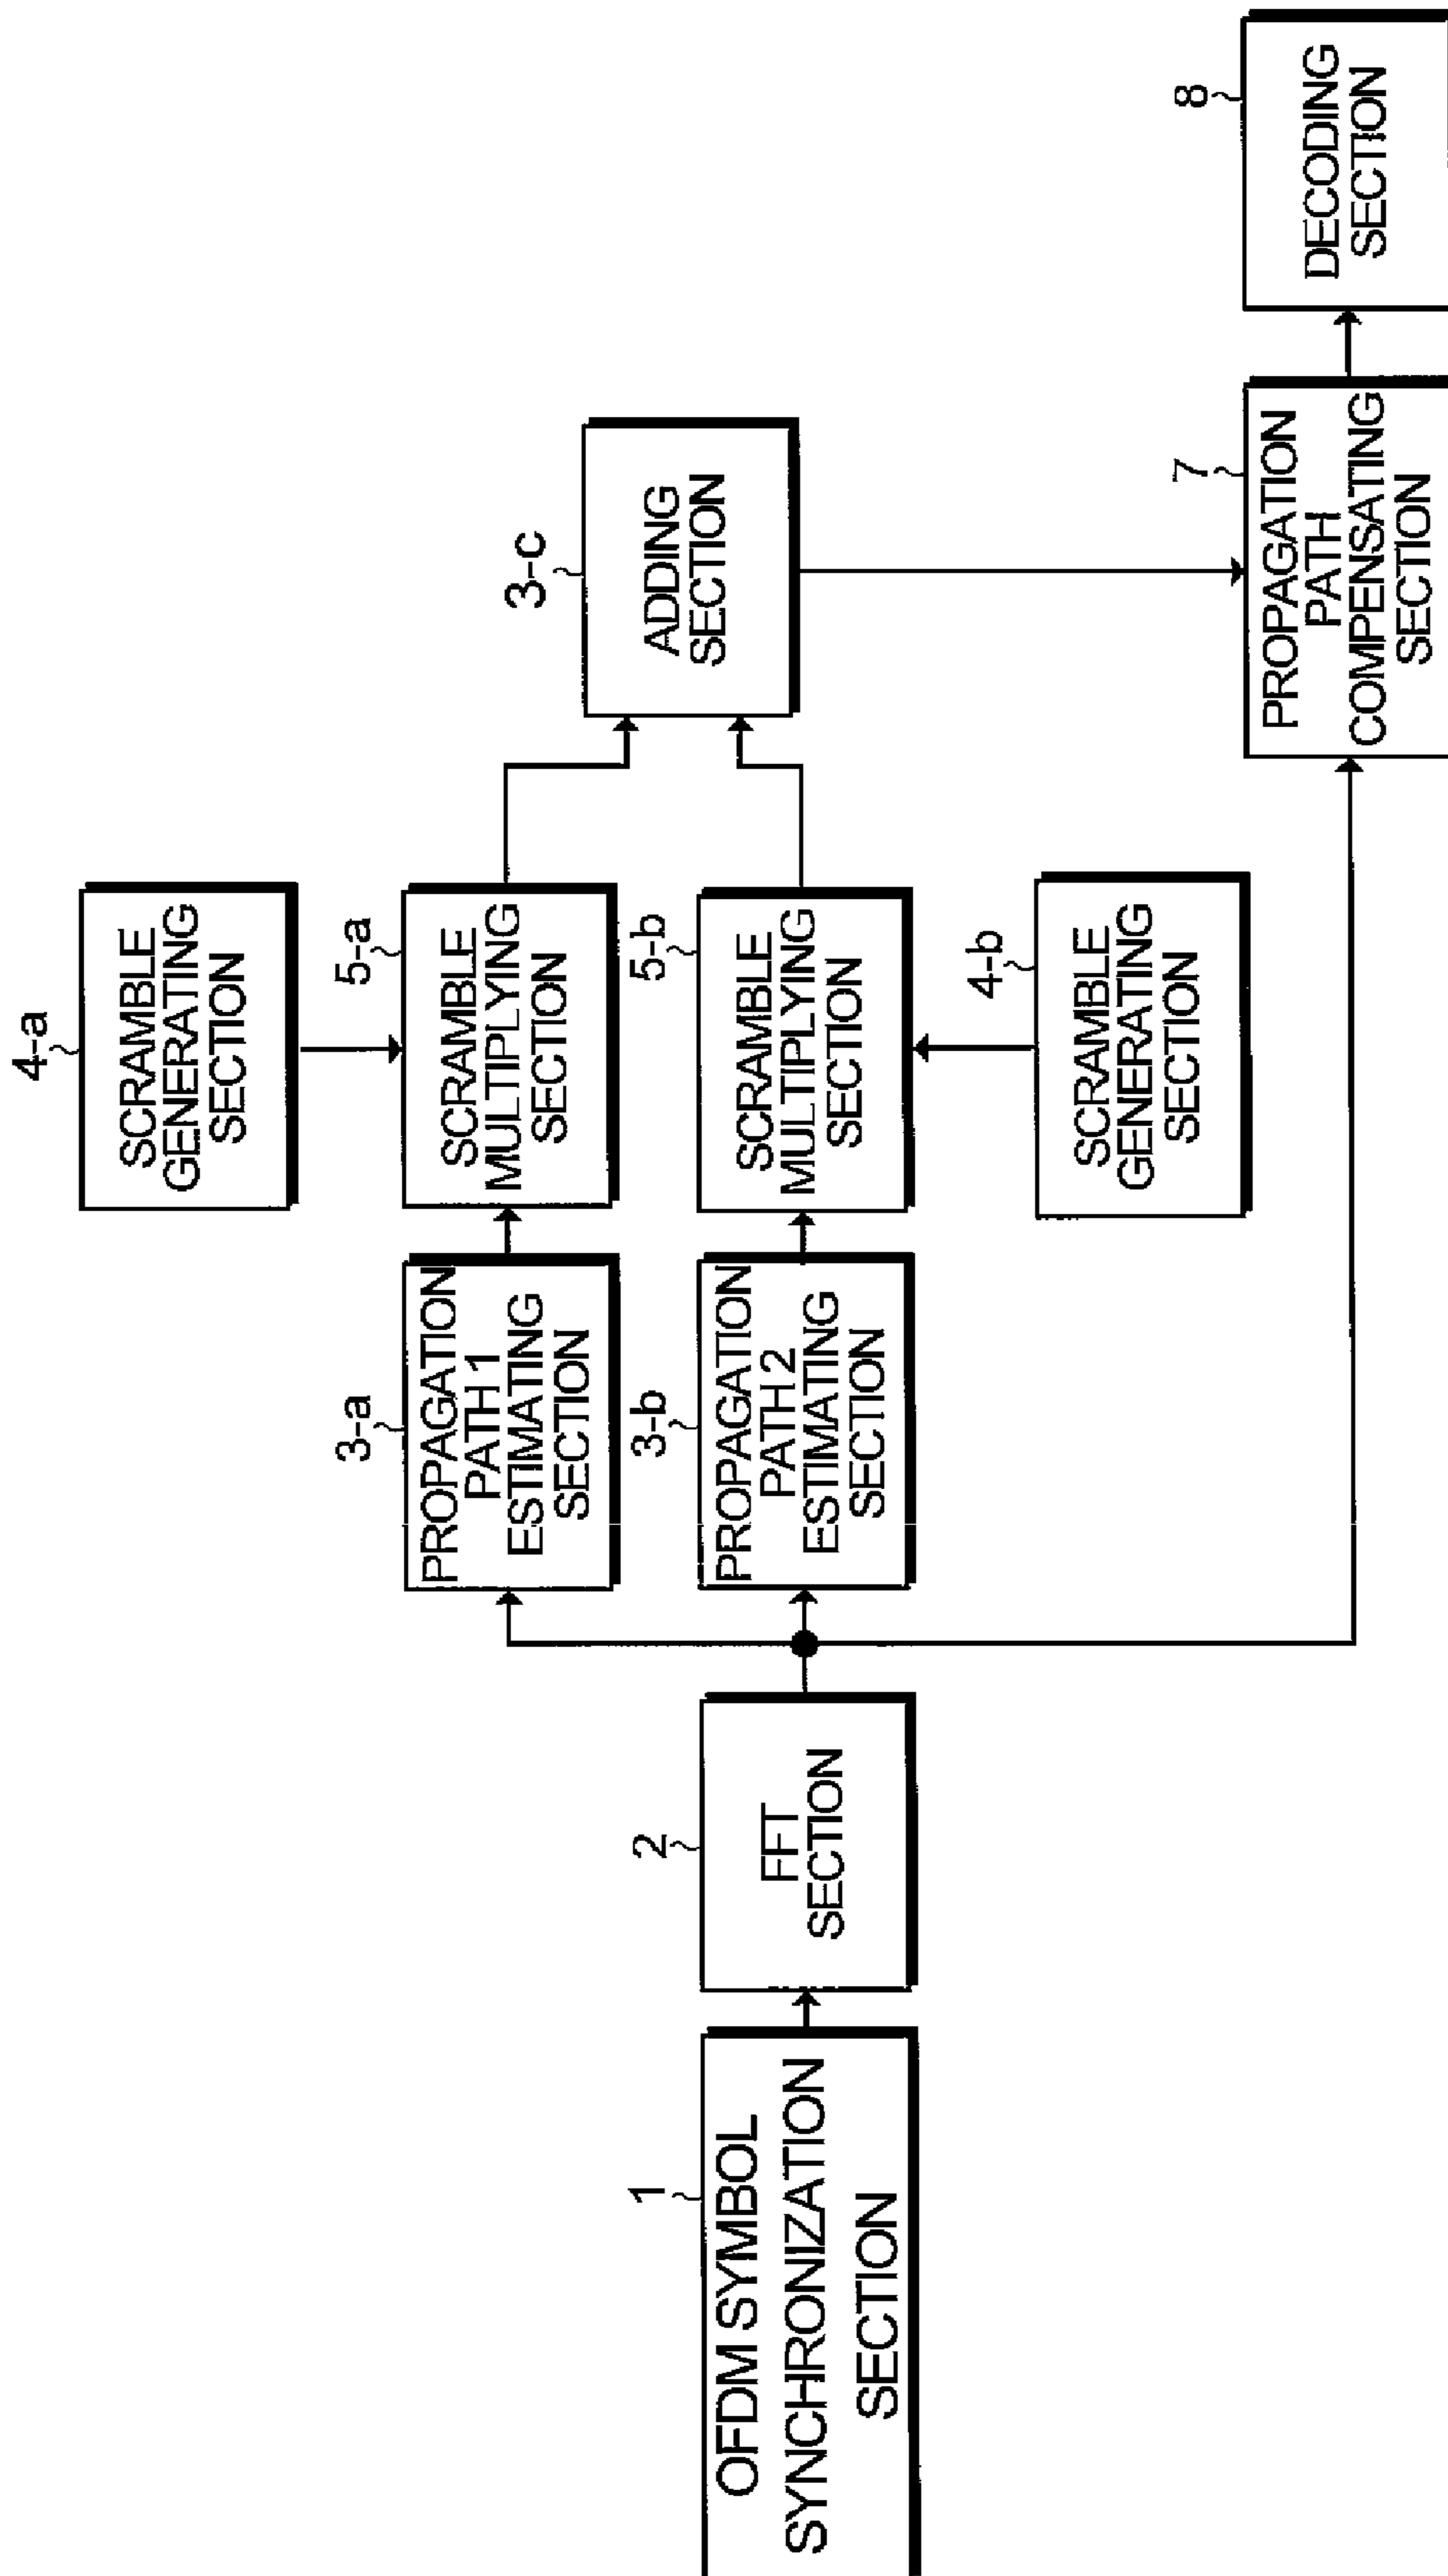 1
OFDM SYMBOL
SYNCHRONIZATION
SECTION
2
FFT
SECTION
3-a
PROPAGATION
PATH 1
ESTIMATING
SECTION
3-b
PROPAGATION
PATH 2
ESTIMATING
SECTION
4-a
SCRAMBLE
GENERATING
SECTION
5-a
SCRAMBLE
MULTIPLYING
SECTION
5-b
SCRAMBLE
MULTIPLYING
SECTION
4-b
SCRAMBLE
GENERATING
SECTION
3-c
ADDING
SECTION
7
PROPAGATION
PATH
COMPENSATING
SECTION
8
DECODING
SECTION